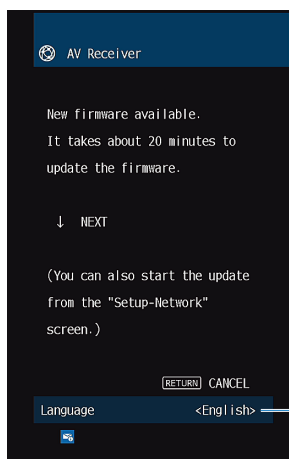 AV Receiver
New firmware available.
It takes about 20 minutes to
update the firmware.
↓ NEXT
(You can also start the update
from the "Setup-Network"
screen.)
RETURN CANCEL
Language <English>